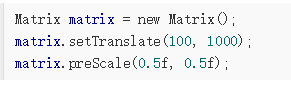 Matrix matrix = new Matrix();
matrix.setTranslate(100, 1000);
matrix.preScale(0.5f, 0.5f);